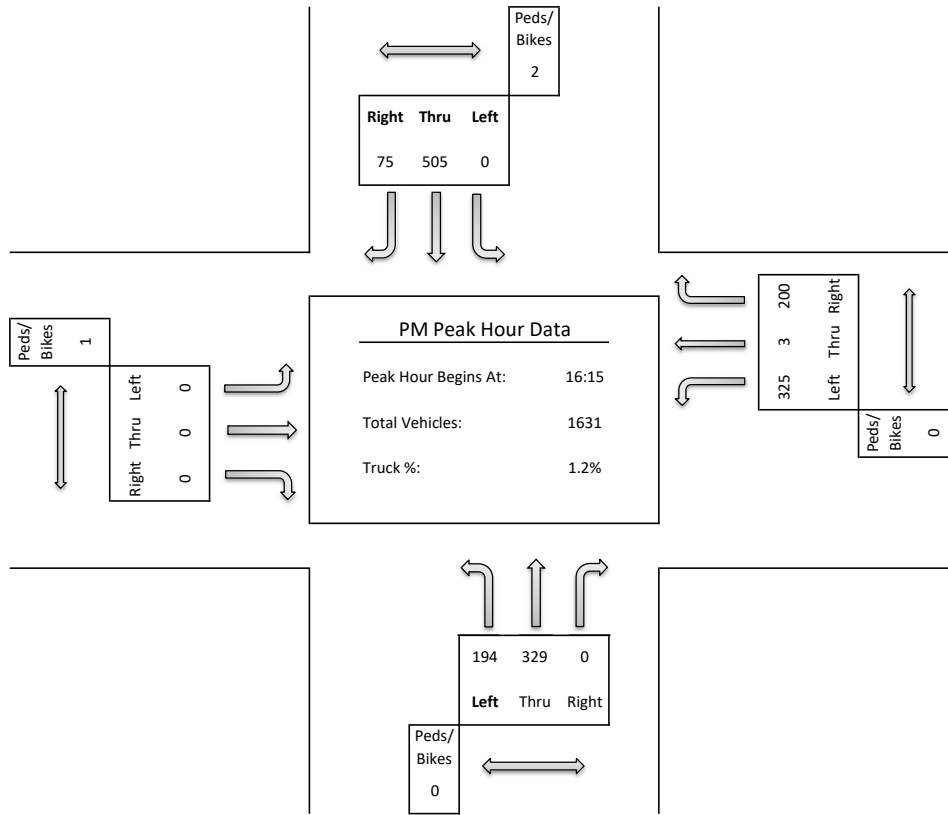 Peds/
Bikes
2
Right Thru Left
75 505 0
Peds/
Bikes
1
Left
0
Thru
0
Right
0
PM Peak Hour Data
Peak Hour Begins At: 16:15
Total Vehicles: 1631
Truck %: 1.2%
200
Right
3
Thru
325
Left
Peds/
Bikes
0
194 329 0
Left Thru Right
Peds/
Bikes
0